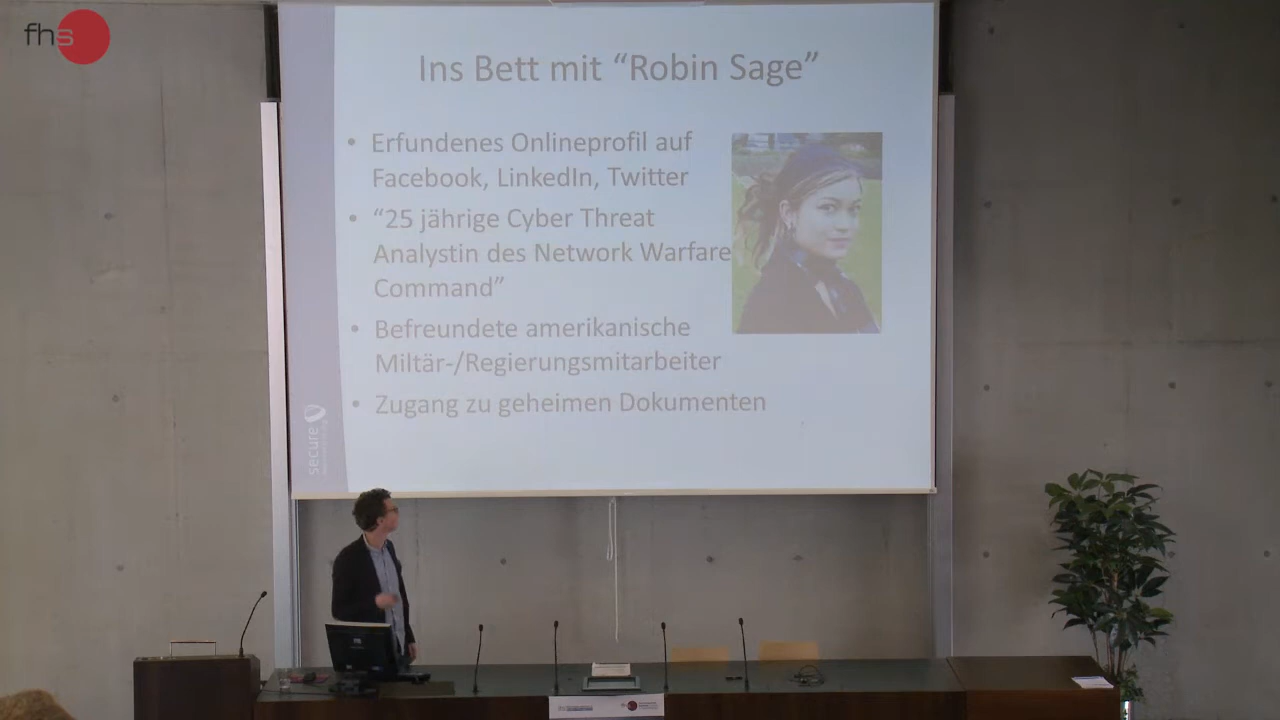 fhs
Ins Bett mit “Robin Sage”
• Erfundenes Onlineprofil auf
Facebook, LinkedIn, Twitter
• “25 jährige Cyber Threat
Analystin des Network Warfare
Command”
• Befreundete amerikanische
Miltär-/Regierungsmitarbeiter
• Zugang zu geheimen Dokumenten
secure